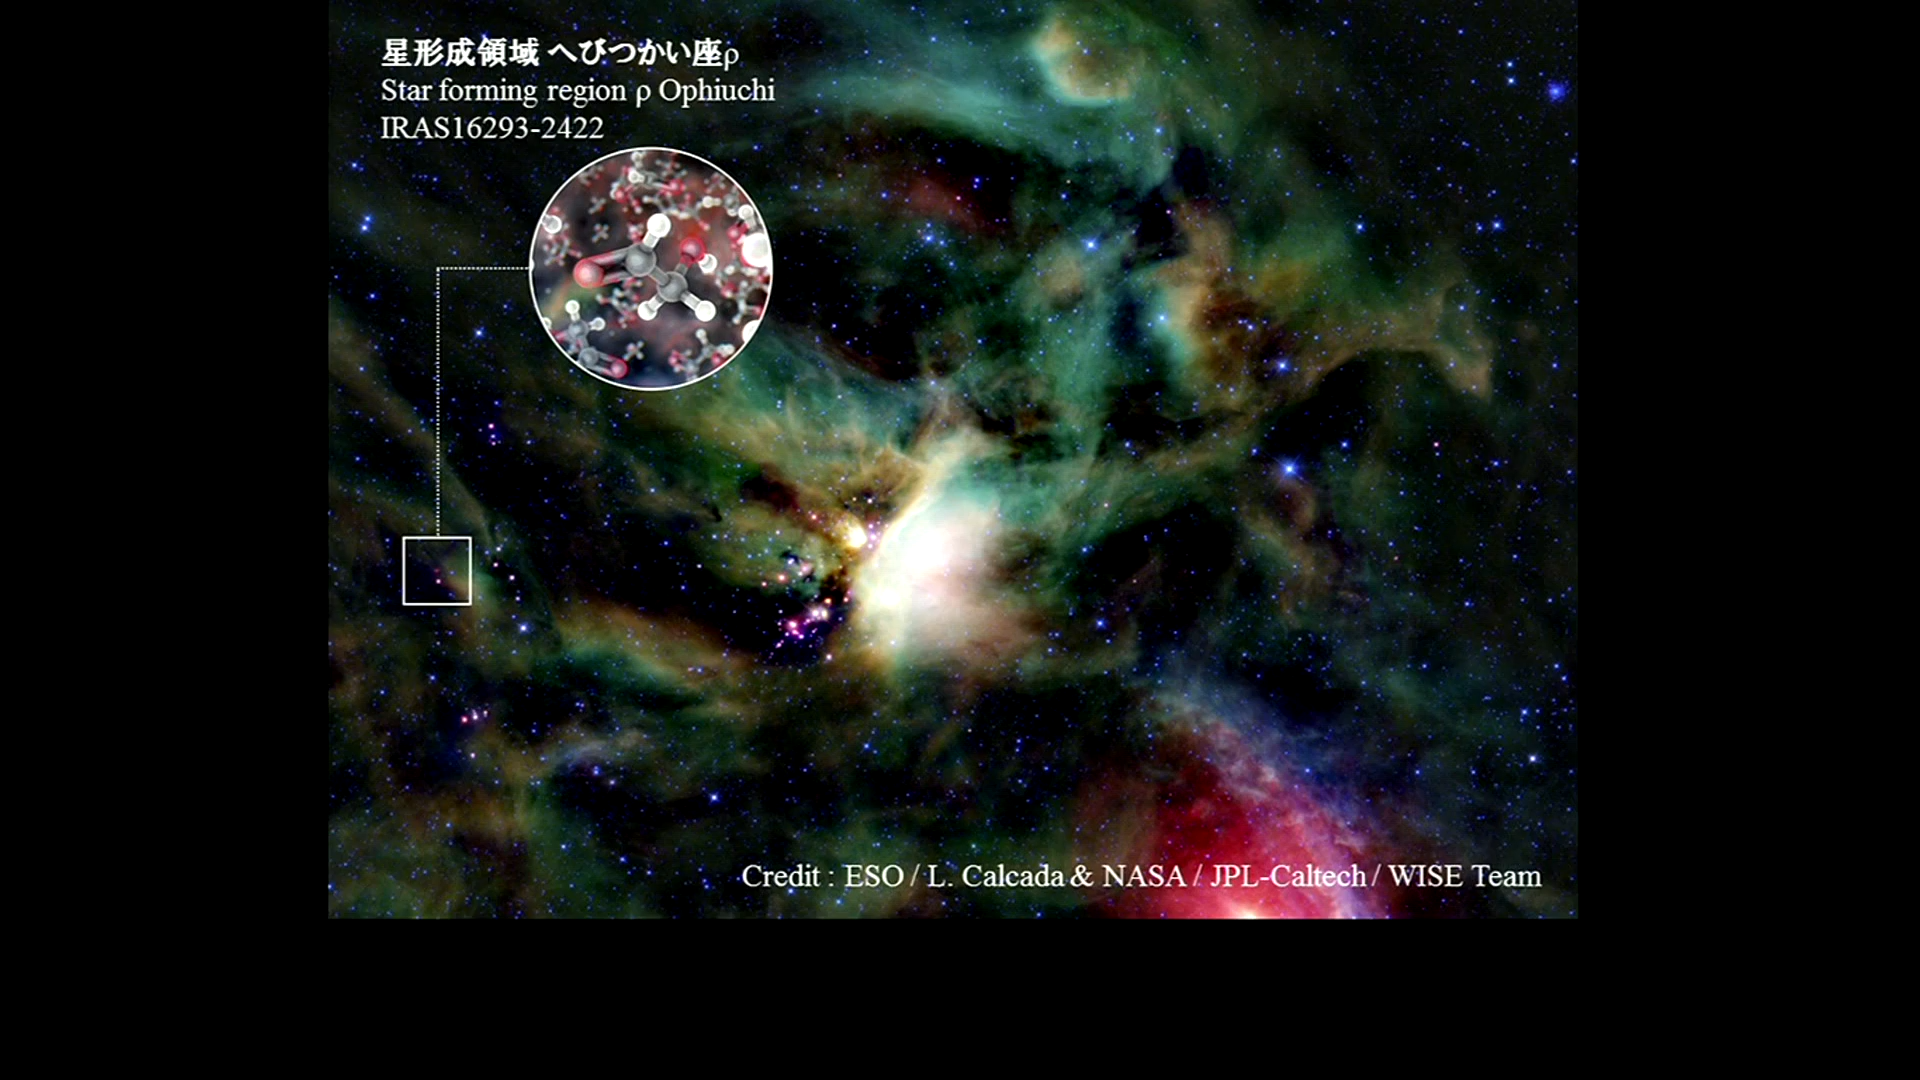 星形成領域 へびつかい座ρ
Star forming region ρ Ophiuchi
IRAS16293-2422
Credit : ESO / L. Calcada & NASA / JPL-Caltech / WISE Team